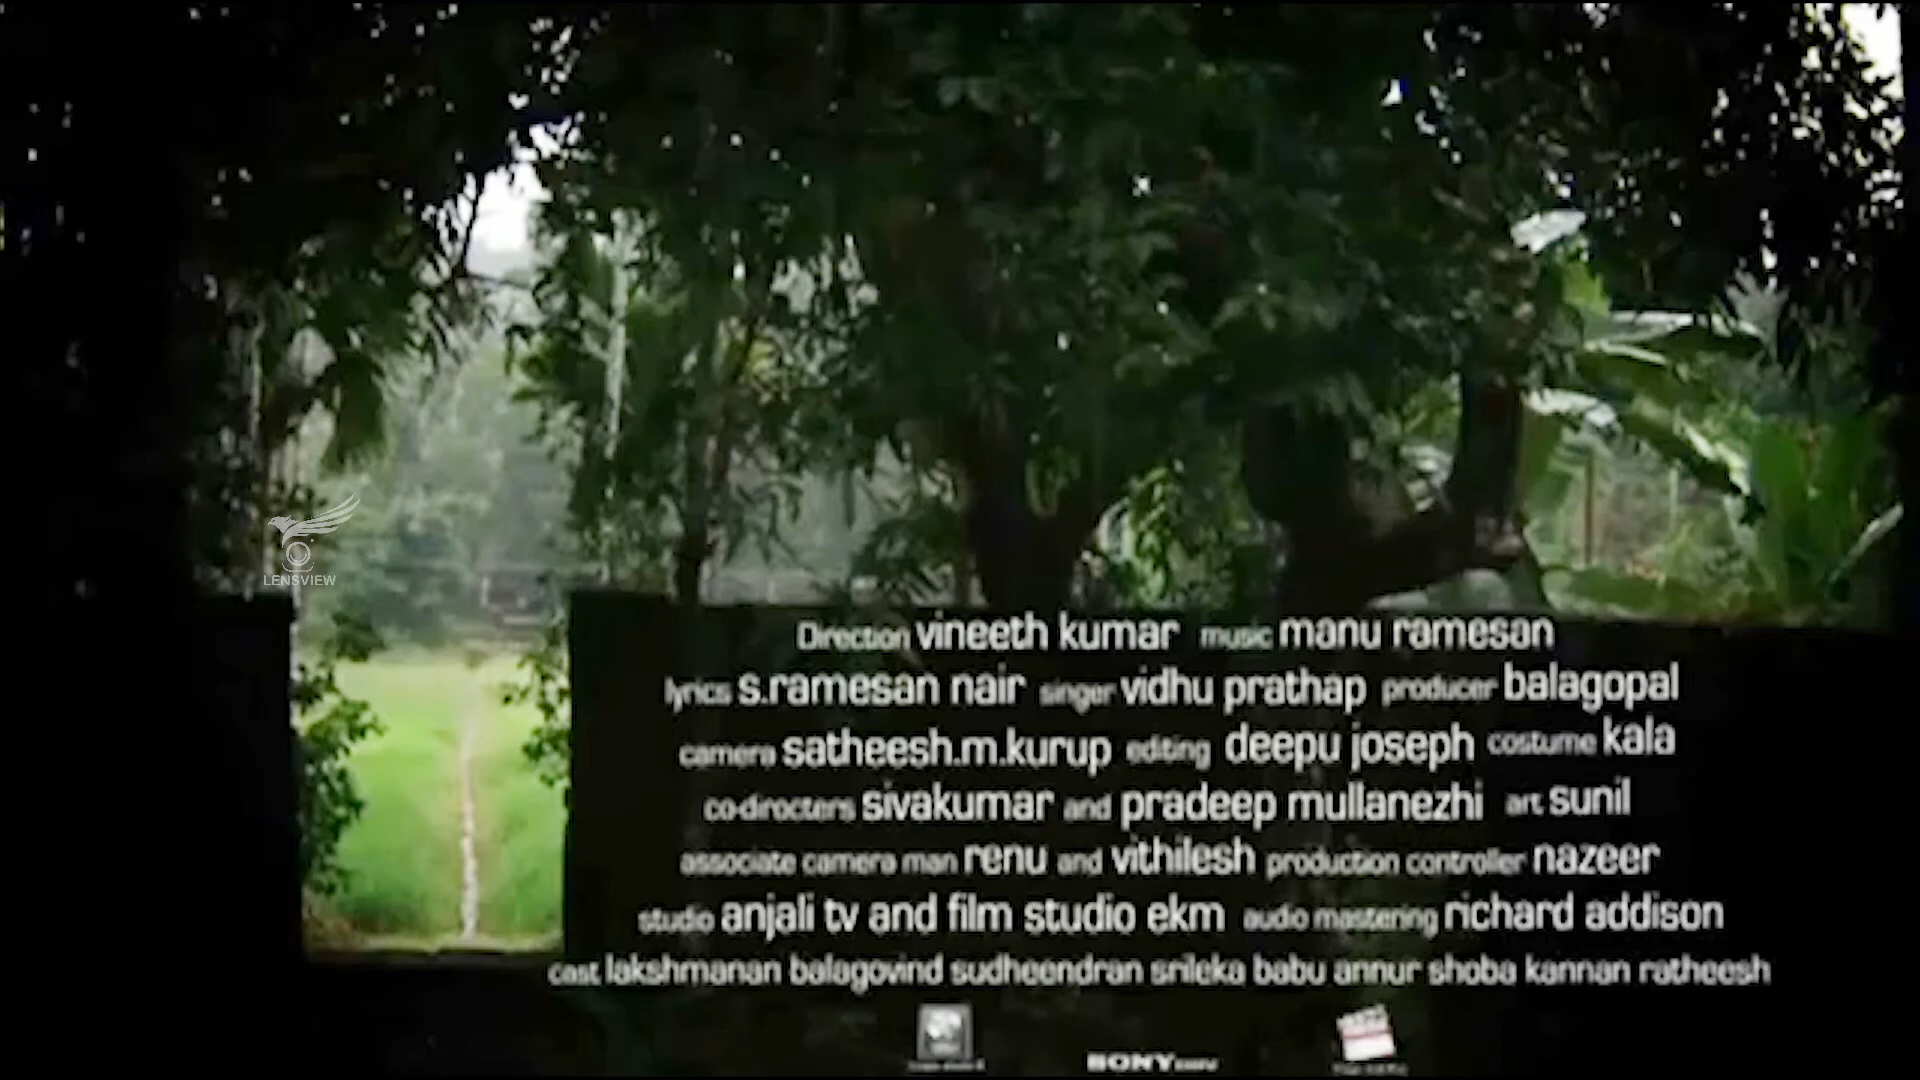 LENSVIEW
Direction vineeth kumar music manu ramesan
lyrics s.ramesan nair singer vidhu prathap producer balagopal
camera satheesh.m.kurup editing deepu joseph costume kala
co-dirocters sivakumar and pradeep mullanezhi art sunil
associate camera man renu and vithilesh production controller nazeer
studio anjali tv and film studio ekm audio mastering richard addison
cast lakshmanan balagovind sudheendran srileka babu annur shoba kannan ratheesh
SONY